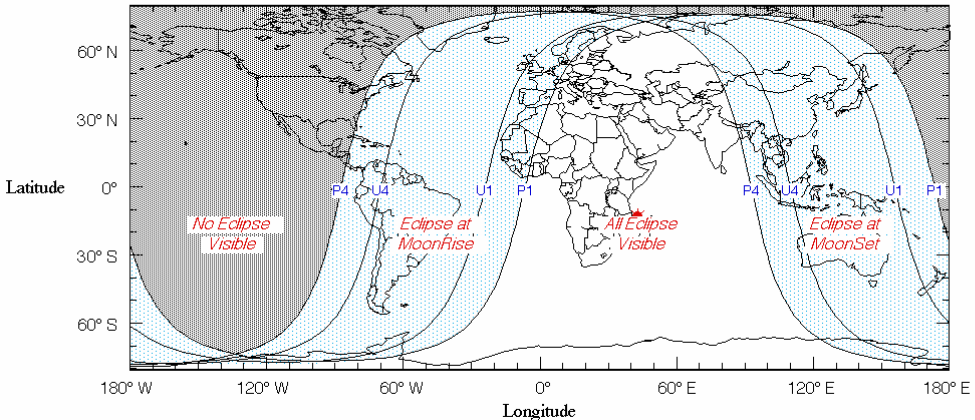 60° N
30° N
Latitude
0°
30° S
60° S
P4 U4 U1 P1 P4 U4 U1 P1
No Eclipse
Visible
Eclipse at
MoonRise
All Eclipse
Visible
Eclipse at
MoonSet
180° W 120° W 60° W 0° 60° E 120° E 180° E
Longitude